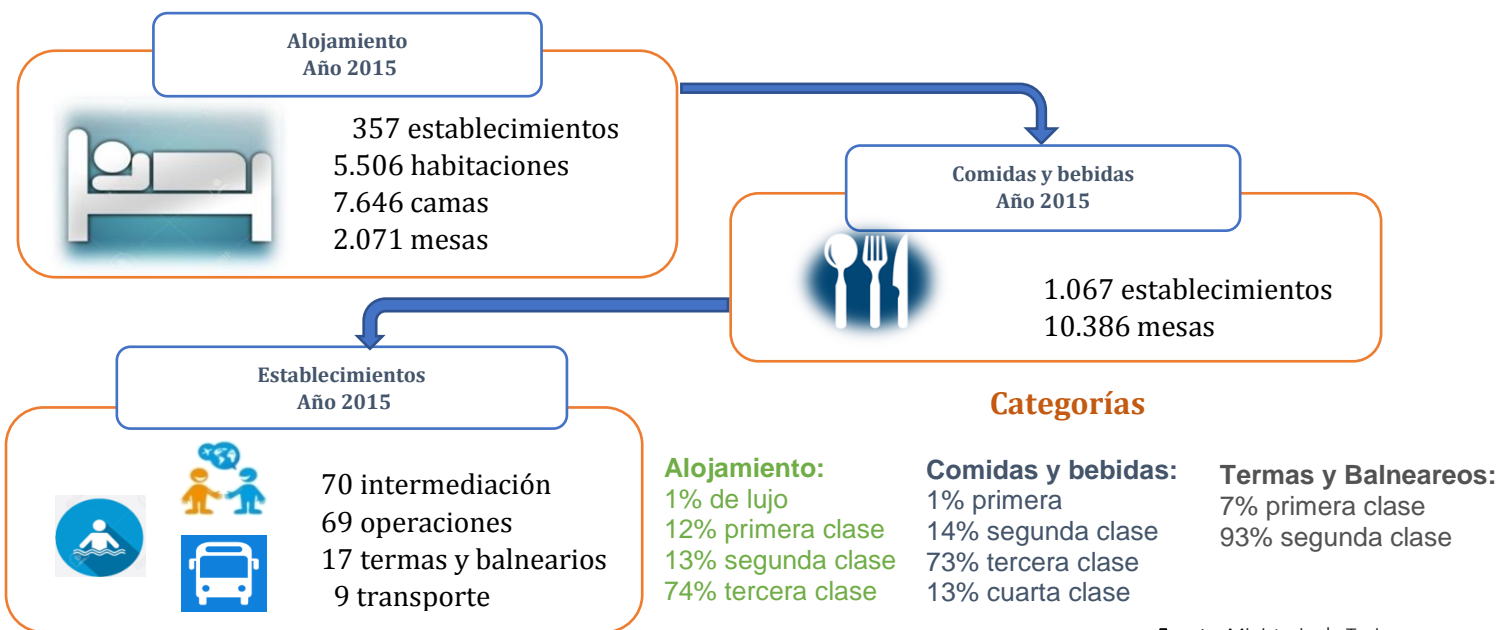 Alojamiento
Año 2015
357 establecimientos
5.506 habitaciones
7.646 camas
2.071 mesas
Comidas y bebidas
Año 2015
1.067 establecimientos
10.386 mesas
Establecimientos
Año 2015
70 intermediación
69 operaciones
17 termas y balnearios
9 transporte
Categorías
Alojamiento:
1% de lujo
12% primera clase
13% segunda clase
74% tercera clase
Comidas y bebidas:
1% primera
14% segunda clase
73% tercera clase
13% cuarta clase
Termas y Balneareos:
7% primera clase
93% segunda clase